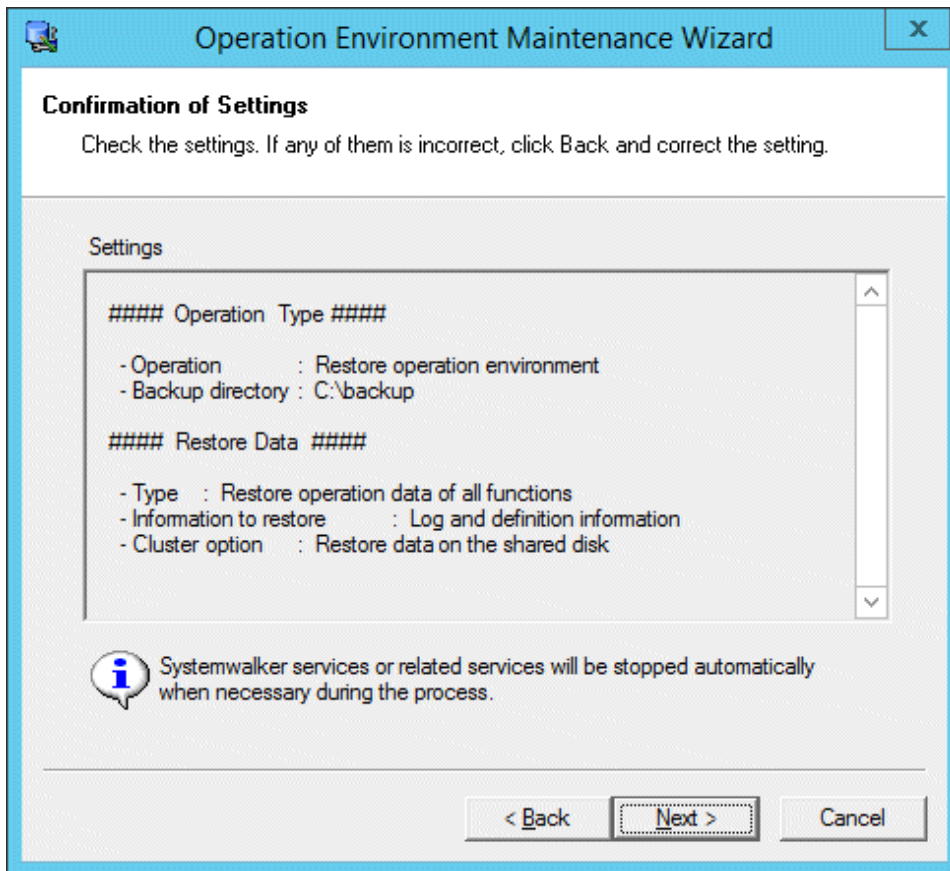 Operation Environment Maintenance Wizard
x
Confirmation of Settings
Check the settings. If any of them is incorrect, click Back and correct the setting.
Settings
#### Operation Type ####
- Operation : Restore operation environment
- Backup directory : C:\backup
#### Restore Data ####
- Type : Restore operation data of all functions
- Information to restore : Log and definition information
- Cluster option : Restore data on the shared disk
Systemwalker services or related services will be stopped automatically
when necessary during the process.
< Back
Next >
Cancel